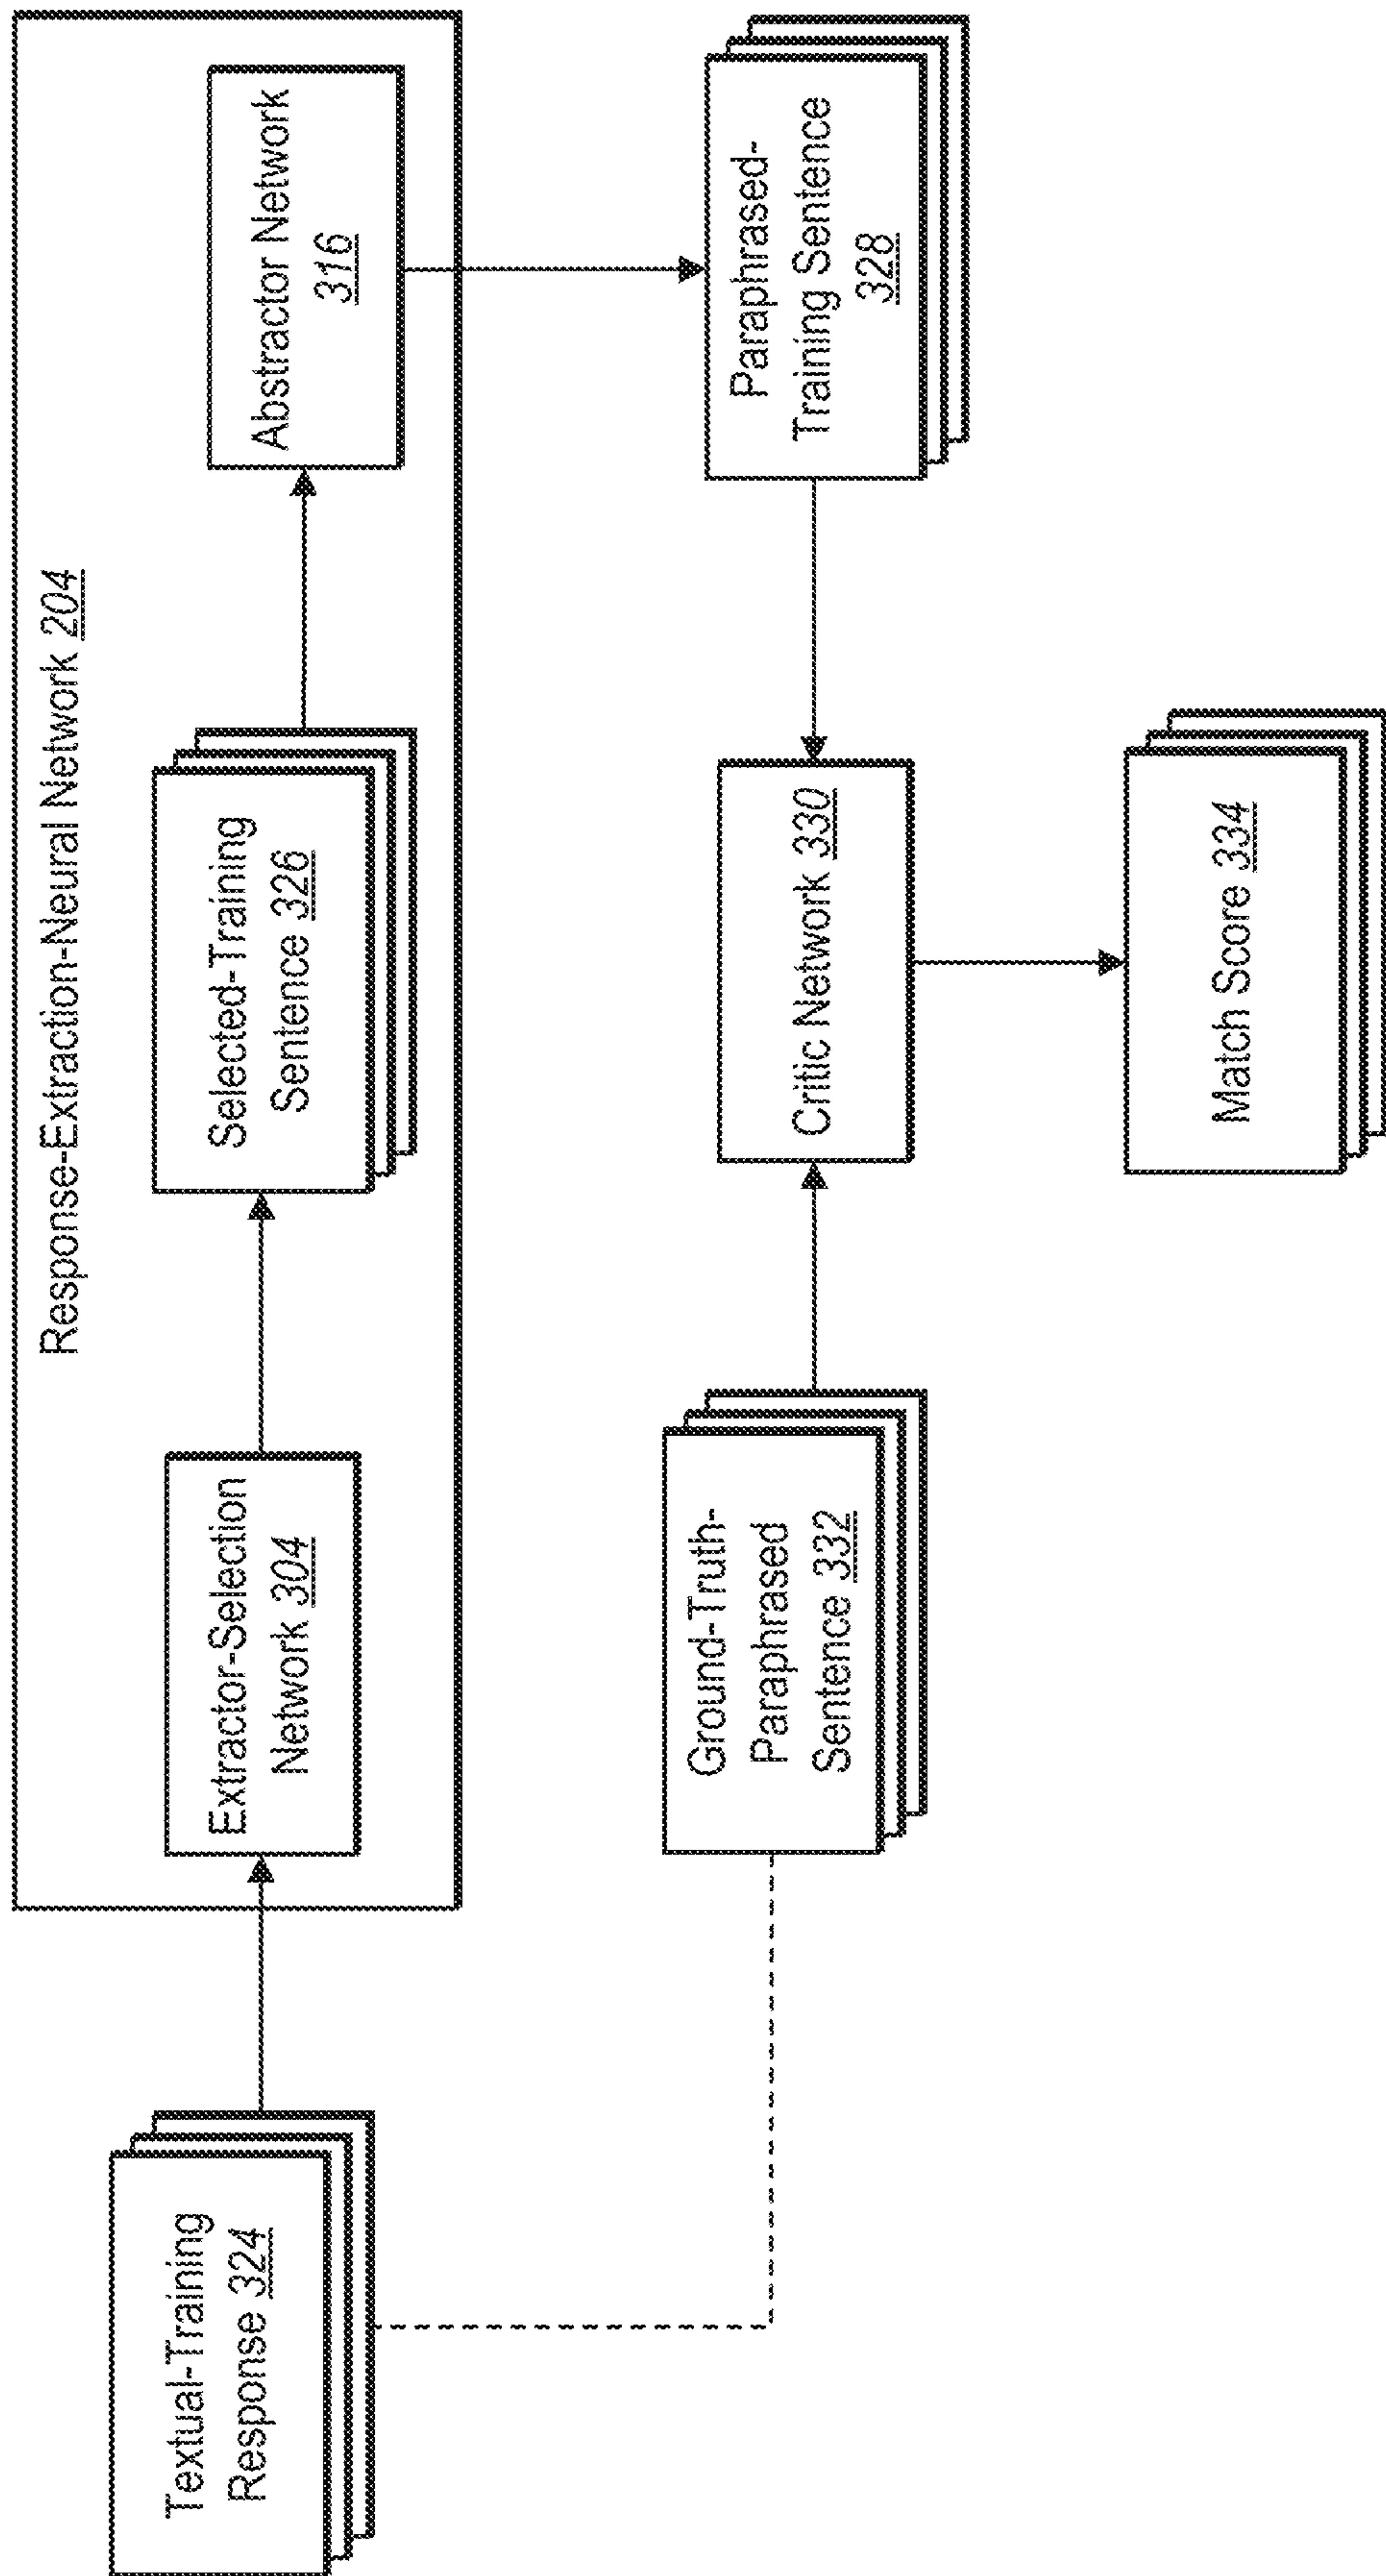 Response-Extraction-Neural Network 204
Textual-Training
Response 324
Extractor-Selection
Network 304
Selected-Training
Sentence 326
Abstractor Network
316
Ground-Truth-
Paraphrased
Sentence 332
Critic Network 330
Paraphrased-
Training Sentence
328
Match Score 334